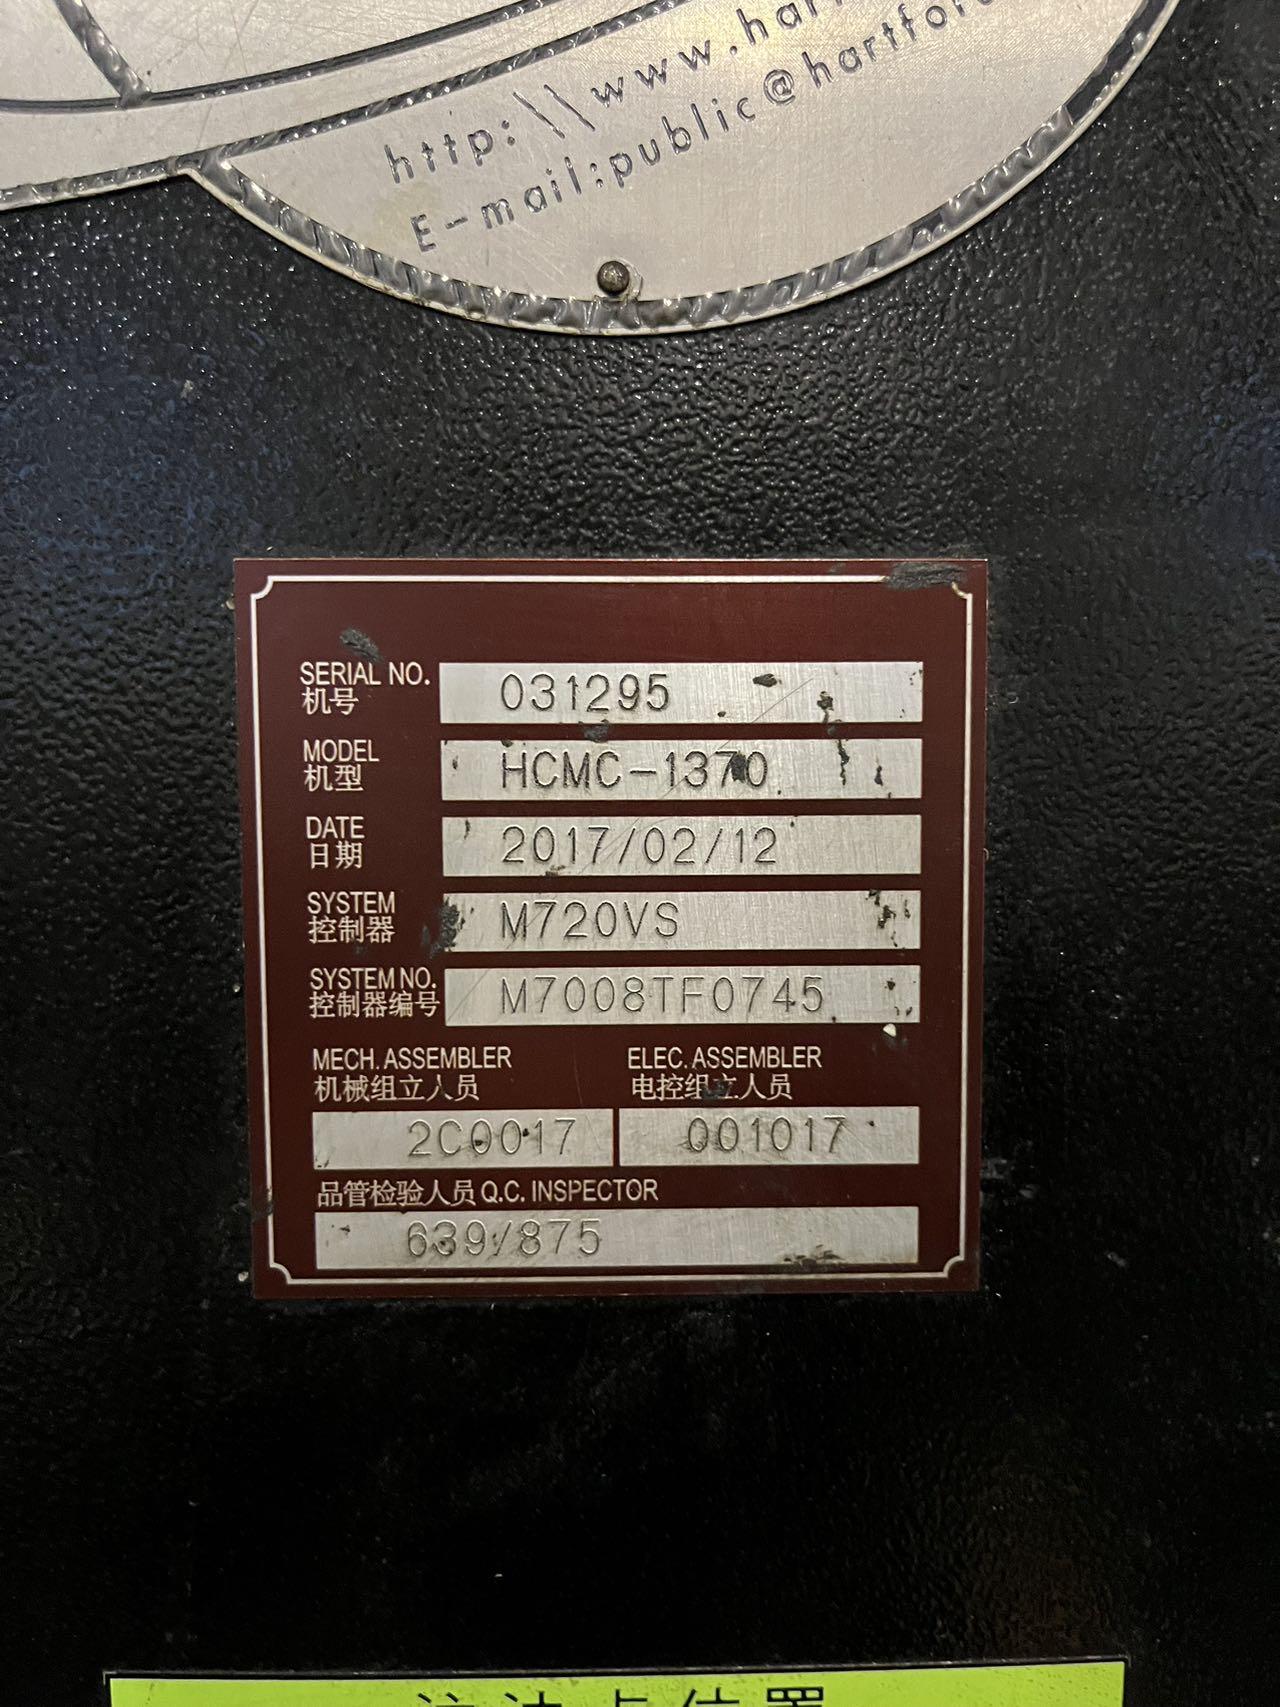 http:\\www.har
E-mail:public@hartford
SERIAL NO.
机号
031295
MODEL
机型
HCMC-1370
DATE
日期
2017/02/12
SYSTEM
控制器
M720VS
SYSTEM NO.
控制器编号
M7008TF0745
MECH. ASSEMBLER
机械组立人员
ELEC. ASSEMBLER
电控组立人员
2C0017
001017
品管检验人员 Q.C. INSPECTOR
639/875